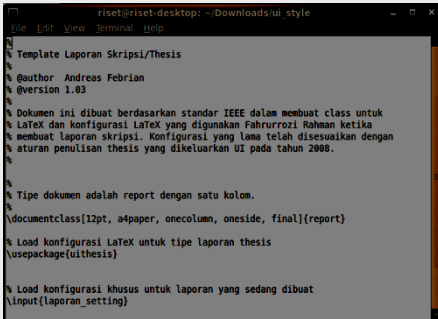 riset@riset-desktop: ~/Downloads/ui_style
File Edit View Terminal Help
%
% Template Laporan Skripsi/Thesis
%
% @author  Andreas Febrian
% @version 1.03
%
% Dokumen ini dibuat berdasarkan standar IEEE dalam membuat class untuk
% LaTeX dan konfigurasi LaTeX yang digunakan Fahrurrozi Rahman ketika
% membuat laporan skripsi. Konfigurasi yang lama telah disesuaikan dengan
% aturan penulisan thesis yang dikeluarkan UI pada tahun 2008.
%
%
% Tipe dokumen adalah report dengan satu kolom.
%
\documentclass[12pt, a4paper, onecolumn, oneside, final]{report}
% Load konfigurasi LaTeX untuk tipe laporan thesis
\usepackage{uithesis}
% Load konfigurasi khusus untuk laporan yang sedang dibuat
\input{laporan_setting}